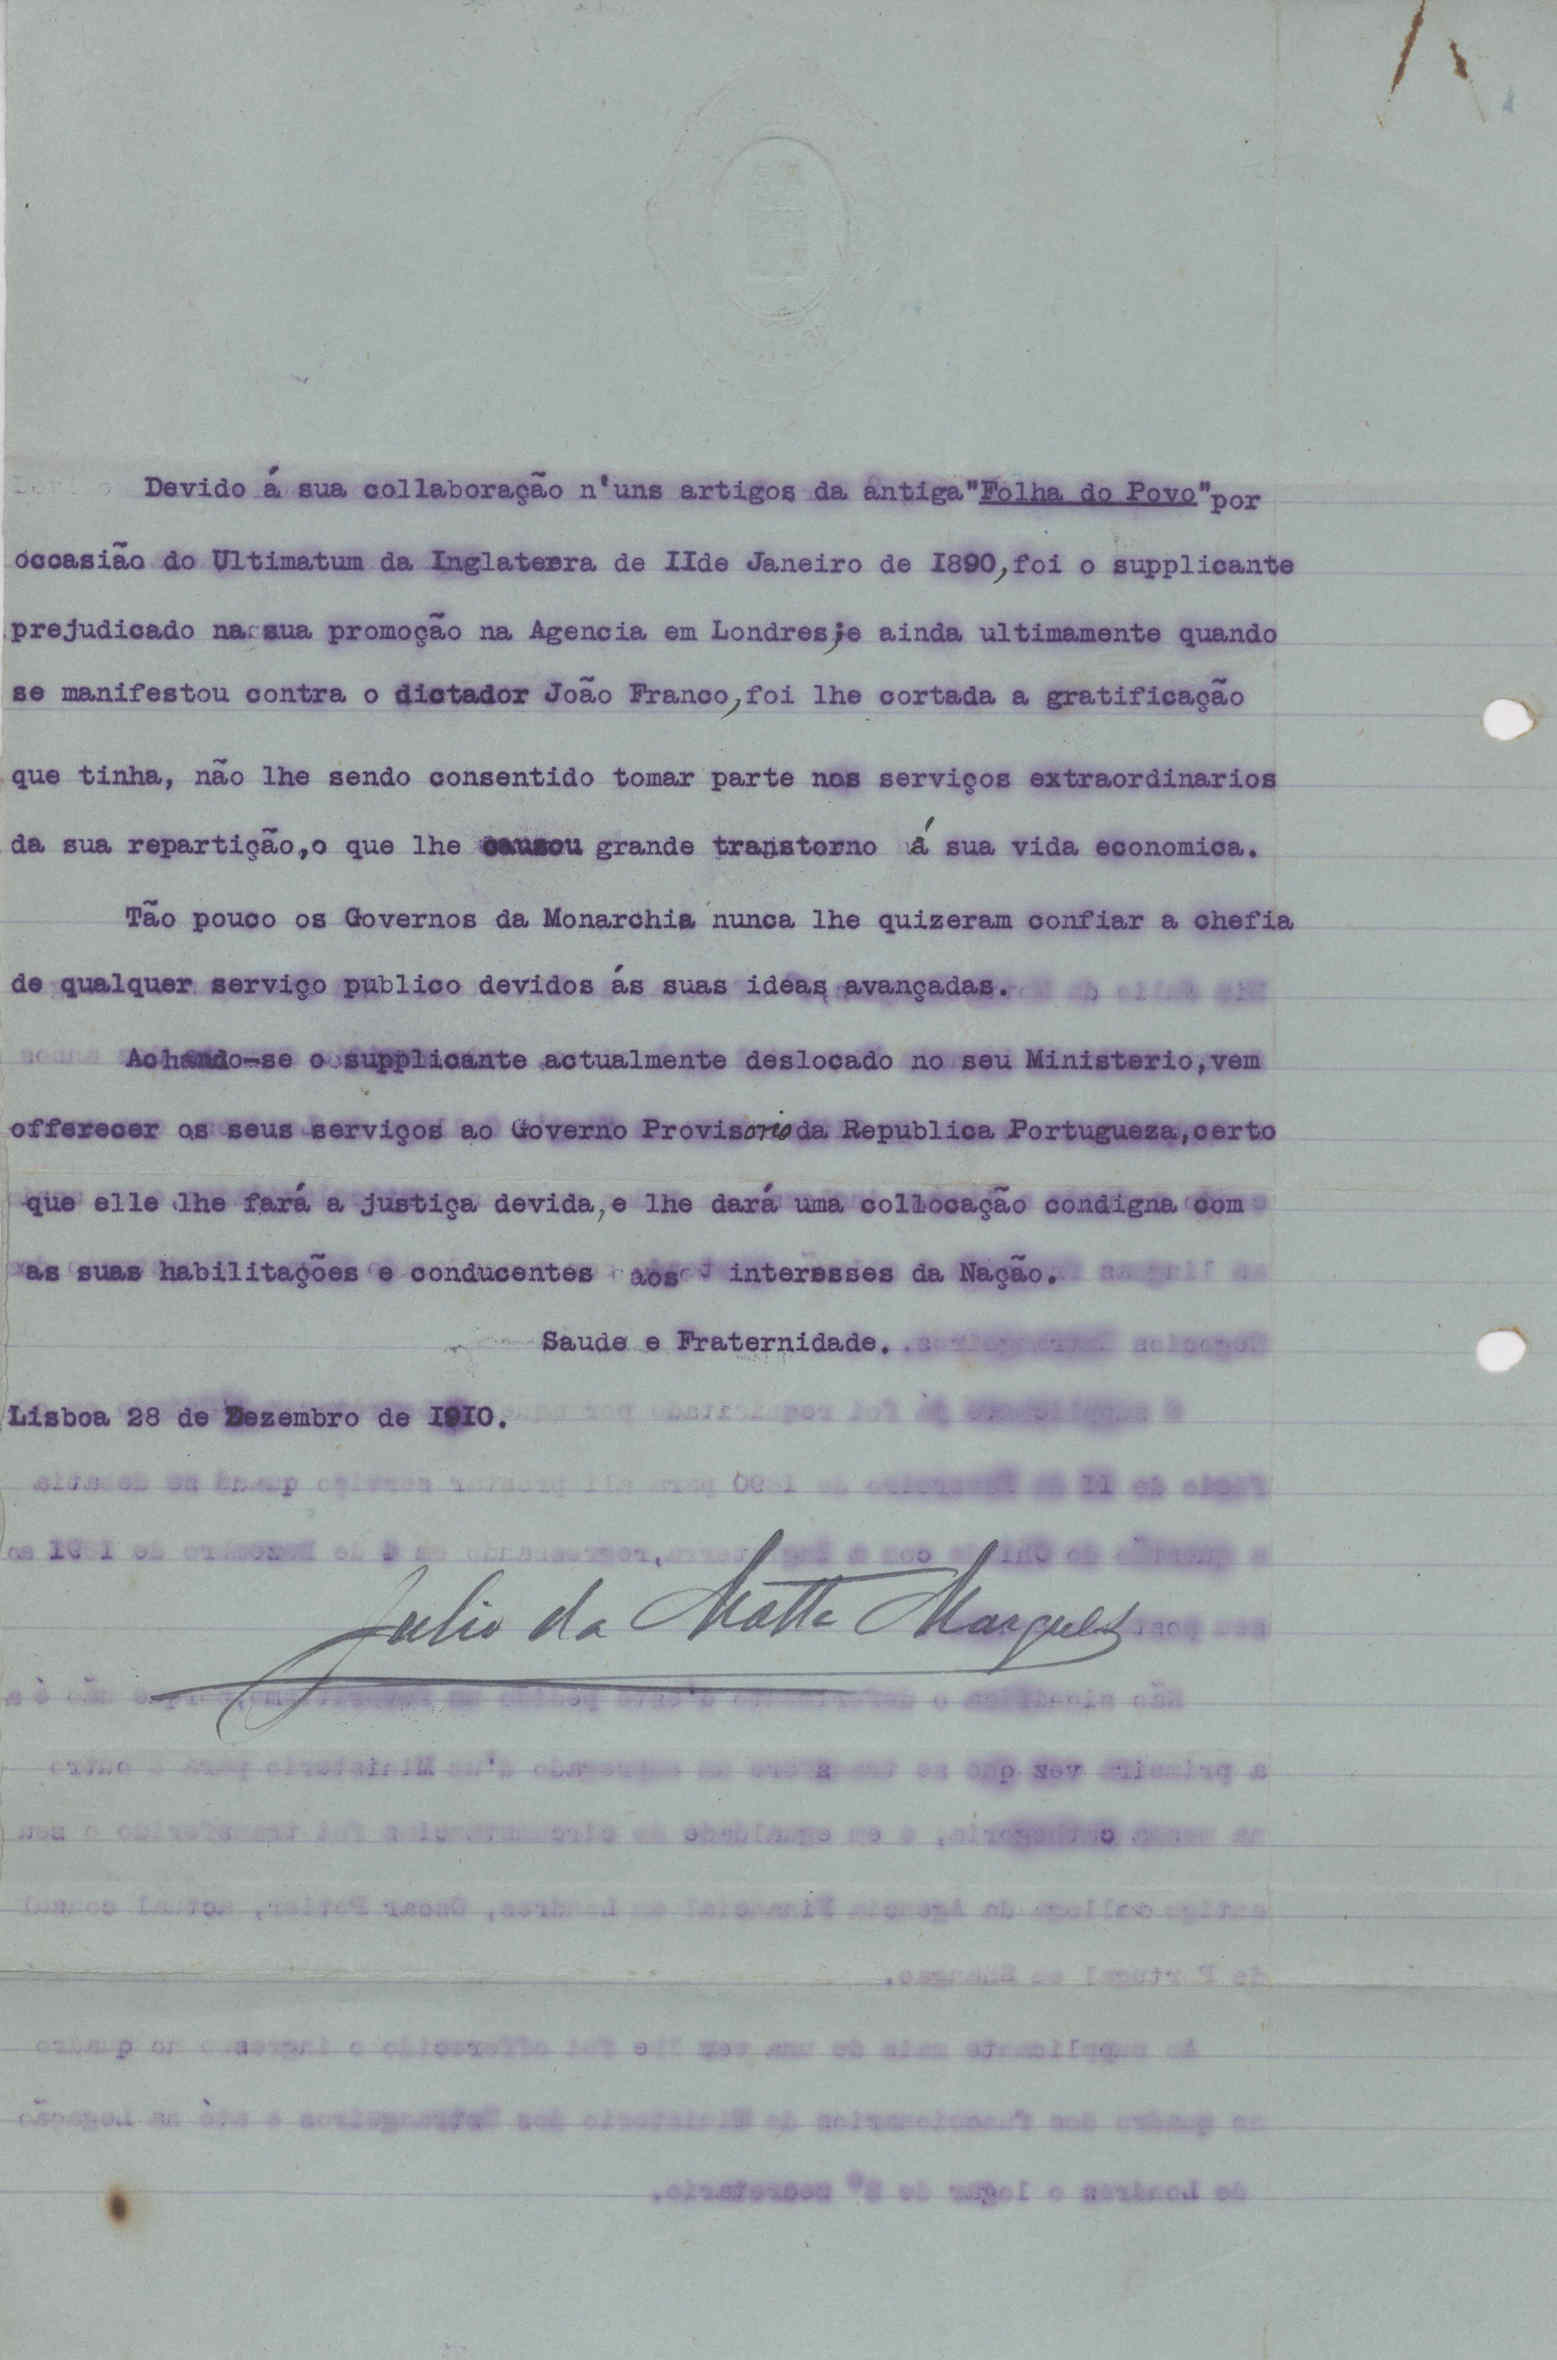 Devido á sua collaboração n'uns artigos da antiga"Folha do Povo"por
occasião do Ultimatum da Inglaterra de IIde Janeiro de I890,foi o supplicante
prejudicado na sua promoção na Agencia em Londres;e ainda ultimamente quando
se manifestou contra o dictador João Franco,foi lhe cortada a gratificação
que tinha, não lhe sendo consentido tomar parte nos serviços extraordinarios
da sua repartição,o que lhe causou grande transtorno á sua vida economica.
Tão pouco os Governos da Monarchia nunca lhe quizeram confiar a chefia
de qualquer serviço publico devidos ás suas ideas avançadas.
Achando-se o supplicante actualmente deslocado no seu Ministerio,vem
offerecer os seus serviços ao Governo Provisorio da Republica Portugueza,certo
que elle lhe fará a justiça devida,e lhe dará uma collocação condigna com
as suas habilitações e conducentes aos interesses da Nação.
Saude e Fraternidade.
Lisboa 28 de Dezembro de I9I0.
Julio da Motta Marques